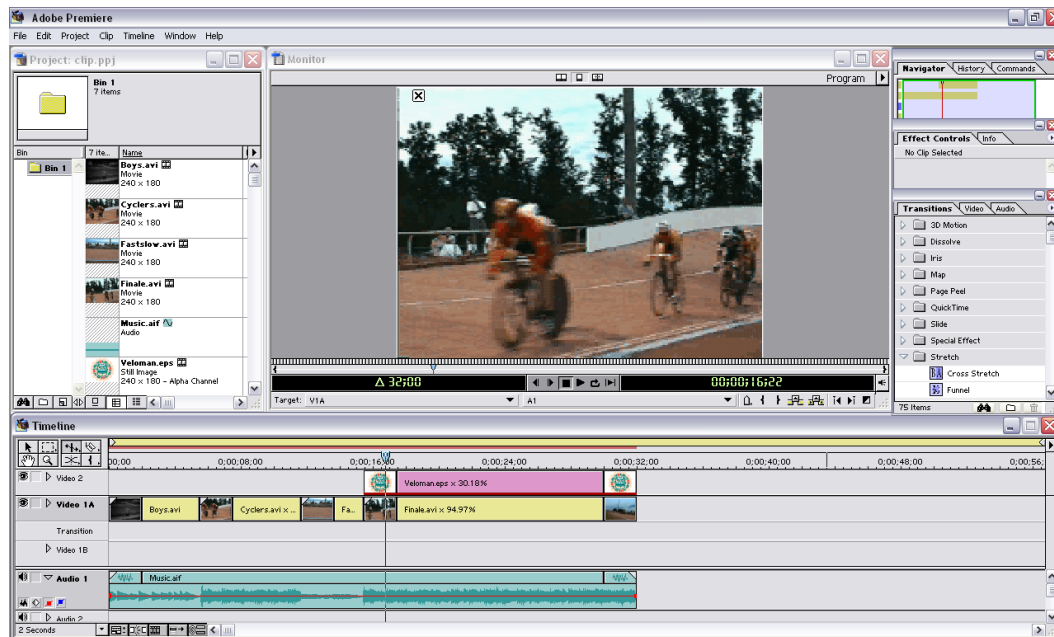 Adobe Premiere
File Edit Project Clip Timeline Window Help
Project: clip.ppj
Bin 1
7 items
Bin 7 ite... Name
Bin 1
Boys.avi
Movie
240 x 180
Cyclers.avi
Movie
240 x 180
Fastslow.avi
Movie
240 x 180
Finale.avi
Movie
240 x 180
Music.aif
Audio
Veloman.eps
Still Image
240 x 180 - Alpha Channel
Monitor
Program
Δ 32;00
00;00;16;22
Target: V1A
A1
Navigator History Commands
Effect Controls Info
No Clip Selected
Transitions Video Audio
3D Motion
Dissolve
Iris
Map
Page Peel
QuickTime
Slide
Special Effect
Stretch
Cross Stretch
Funnel
75 Items
Timeline
00;00 0;00;08;00 0;00;16;00 0;00;24;00 0;00;32;00 0;00;40;00 0;00;48;00 0;00;56;
Video 2
Veloman.eps x 30.18%
Video 1A
Boys.avi Cyclers.avi x ... Fa... Finale.avi x 94.97%
Transition
Video 1B
Audio 1
Music.aif
Audio 2
2 Seconds